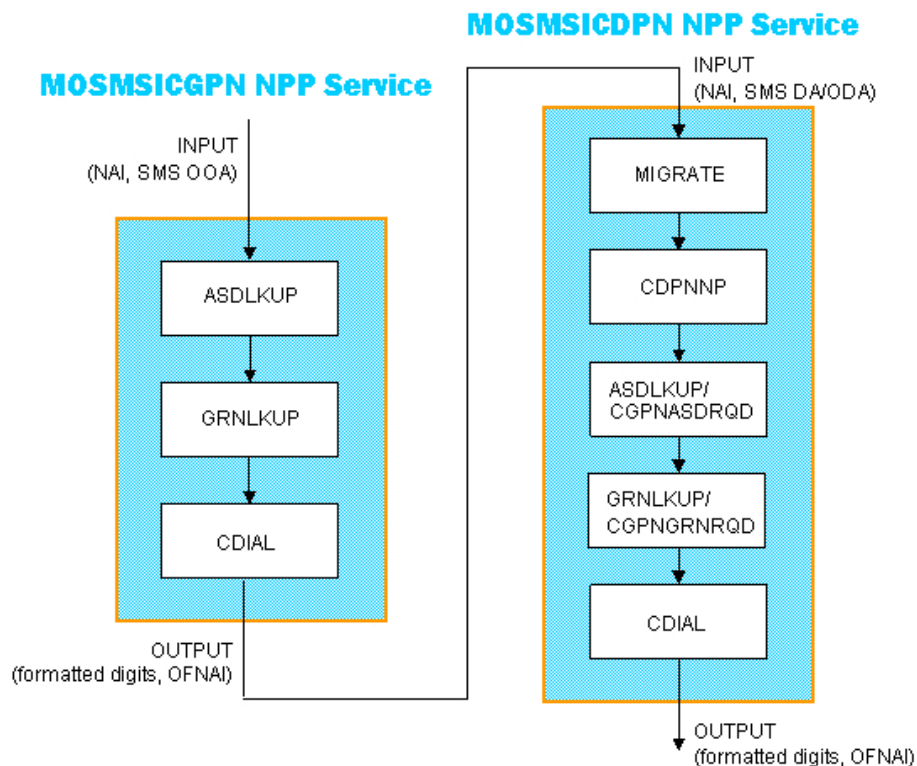 MOSMSICGPN NPP Service
INPUT
(NAI, SMS OOA)
ASDLKUP
GRNLKUP
CDIAL
OUTPUT
(formatted digits, OFNAI)
MOSMSICDPN NPP Service
INPUT
(NAI, SMS DA/ODA)
MIGRATE
CDPNNP
ASDLKUP/
CGPNASDRQD
GRNLKUP/
CGPNGRNRQD
CDIAL
OUTPUT
(formatted digits, OFNAI)